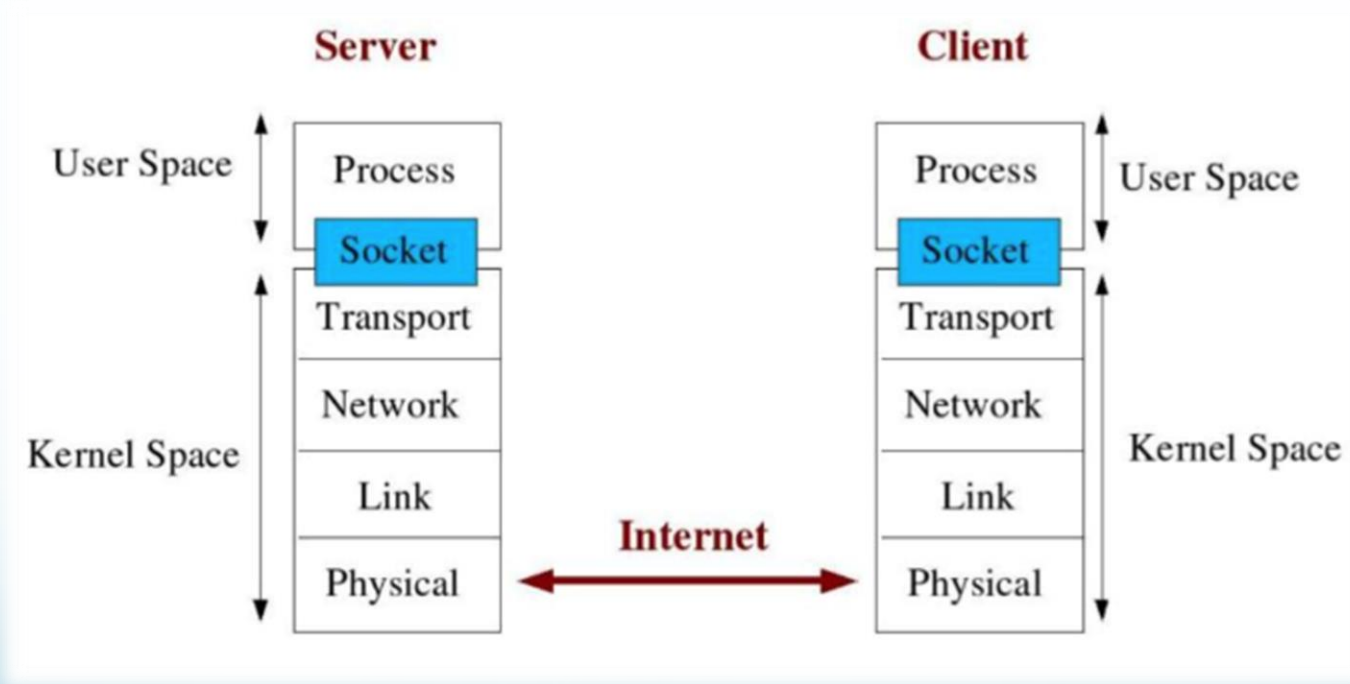 Server
Client
User Space
Process
Process
User Space
Socket
Socket
Transport
Transport
Network
Network
Kernel Space
Kernel Space
Link
Link
Internet
Physical
Physical